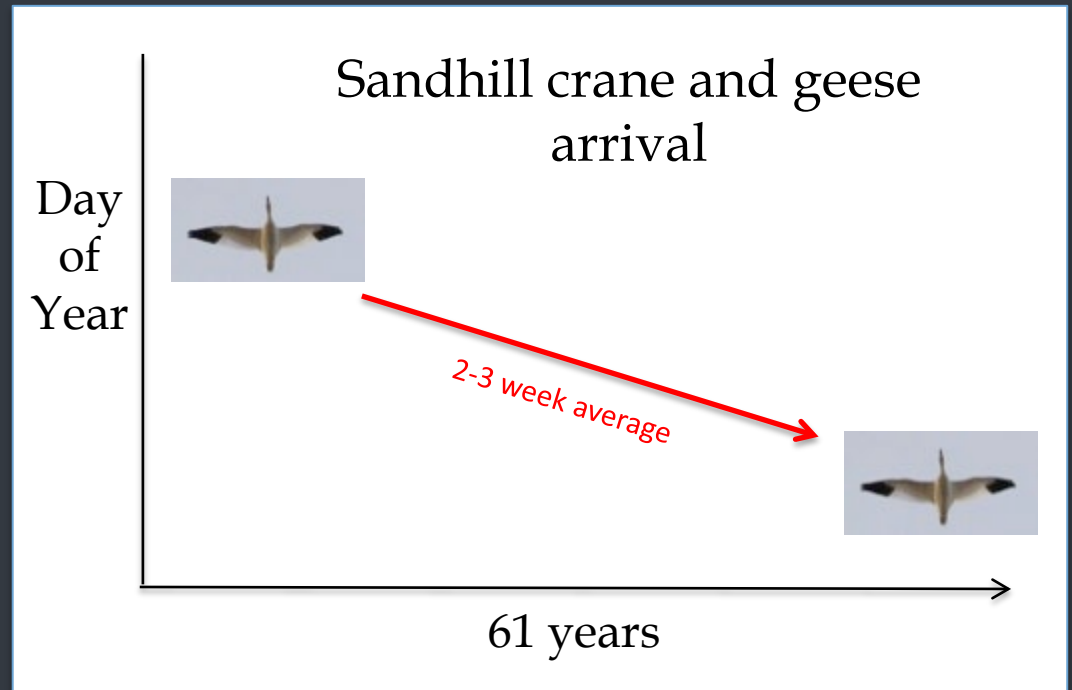 Sandhill crane and geese
arrival
Day
of
Year
2-3 week average
61 years